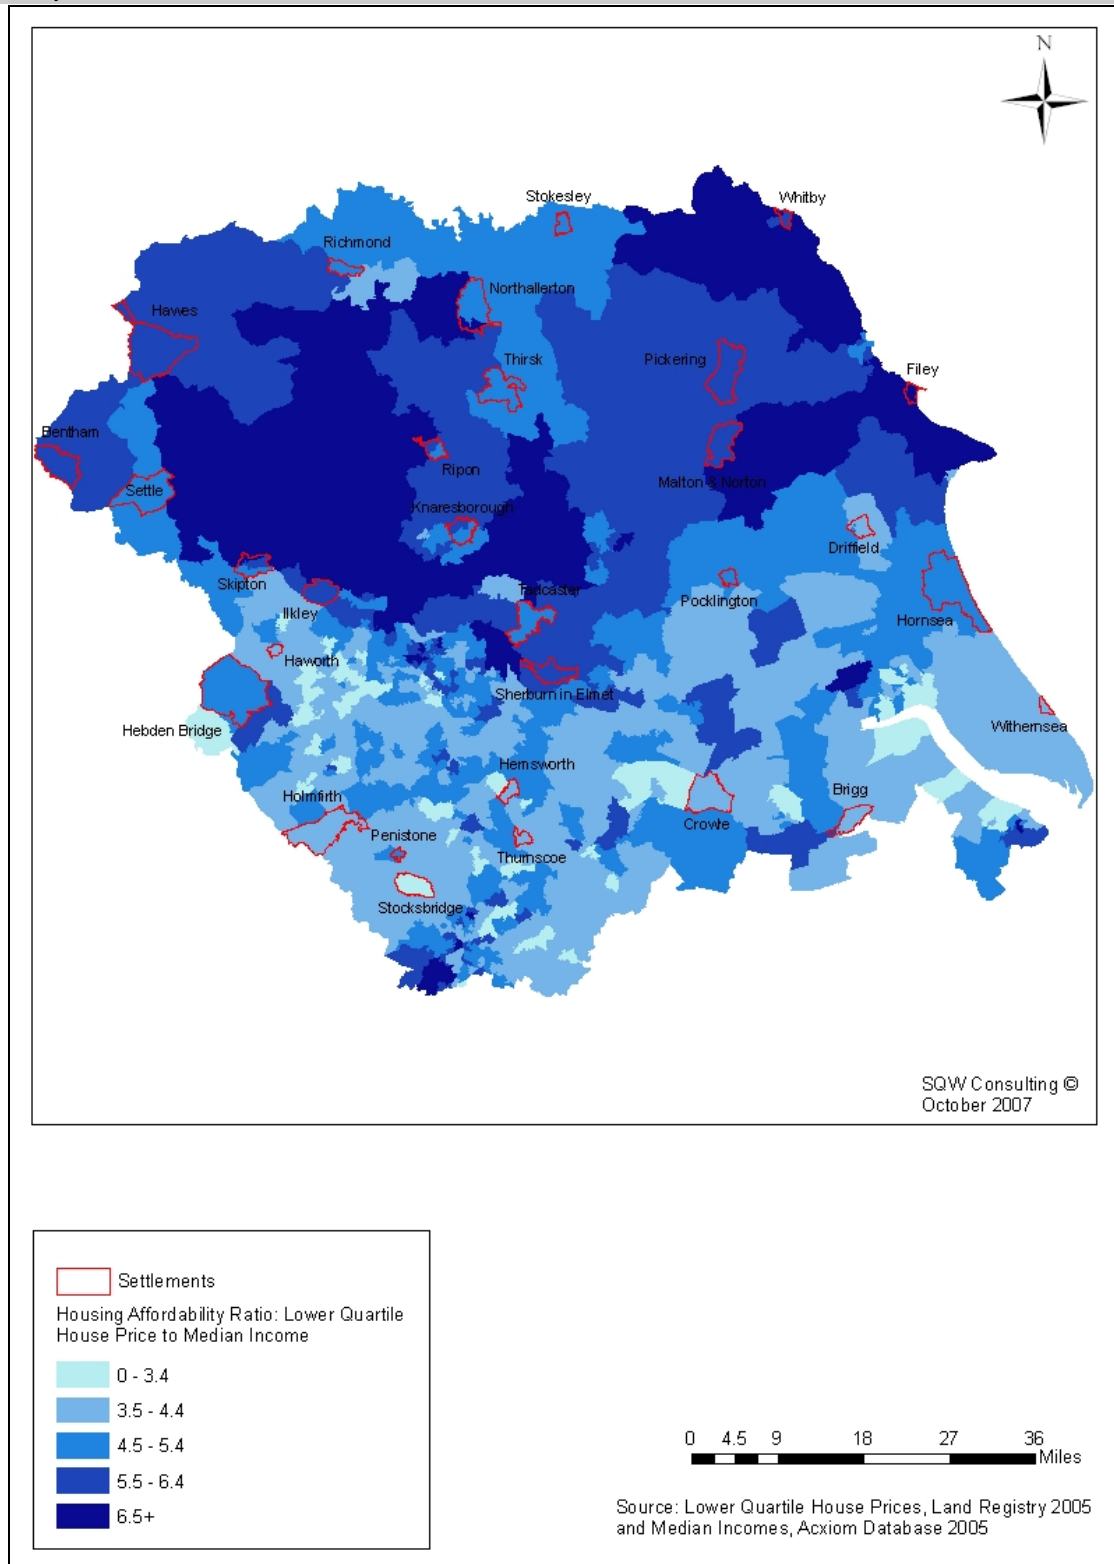 N
Stokesley
Whitby
Richmond
Northallerton
Hawes
Thirsk
Pickering
Filey
Bentham
Ripon
Settle
Malton & Norton
Knaresborough
Driffield
Skipton
Tadcaster
Pocklington
Ilkley
Hornsea
Haworth
Sherburn in Elmet
Hebden Bridge
Withernsea
Hemsworth
Holmfirth
Brigg
Crowle
Penistone
Thurnscoe
Stocksbridge
SQW Consulting ©
October 2007
Settlements
Housing Affordability Ratio: Lower Quartile
House Price to Median Income
0 - 3.4
3.5 - 4.4
4.5 - 5.4
5.5 - 6.4
6.5+
0 4.5 9 18 27 36
Miles
Source: Lower Quartile House Prices, Land Registry 2005
and Median Incomes, Acxiom Database 2005